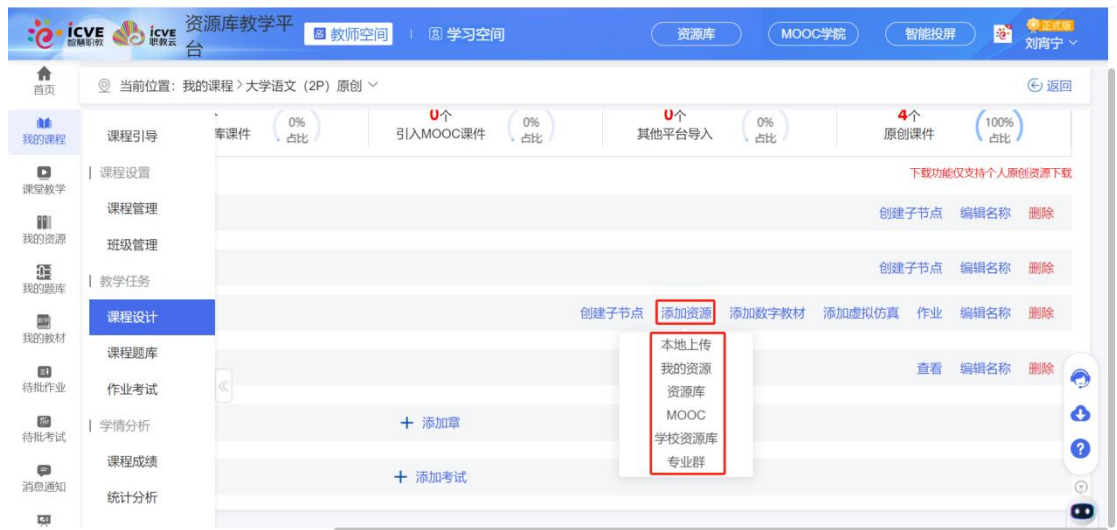 icve 智慧职教 icve 职教云 资源库教学平台 教师空间 学习空间 资源库 MOOC学院 智能投屏 正式版 刘宵宁
首页
当前位置：我的课程 > 大学语文（2P）原创 返回
我的课程
课堂教学
我的资源
我的题库
我的教材
待批作业
待批考试
消息通知
课程引导
课程设置
课程管理
班级管理
教学任务
课程设计
课程题库
作业考试
学情分析
课程成绩
统计分析
库课件 0% 占比
0个 引入MOOC课件 0% 占比
0个 其他平台导入 0% 占比
4个 原创课件 100% 占比
下载功能仅支持个人原创资源下载
创建子节点 编辑名称 删除
创建子节点 编辑名称 删除
创建子节点 添加资源 添加数字教材 添加虚拟仿真 作业 编辑名称 删除
本地上传
我的资源
资源库
MOOC
学校资源库
专业群
查看 编辑名称 删除
+ 添加章
+ 添加考试